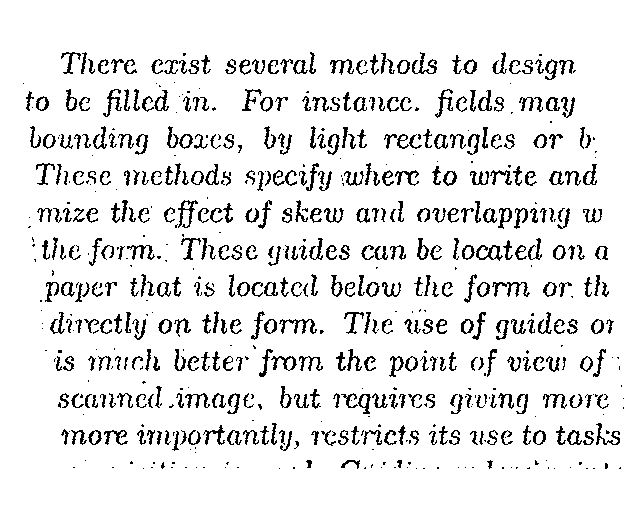 There exist several methods to design
to be filled in. For instance, fields may
bounding boxes, by light rectangles or b
These methods specify where to write and
mize the effect of skew and overlapping w
the form. These guides can be located on a
paper that is located below the form or th
directly on the form. The use of guides or
is much better from the point of view of
scanned image, but requires giving more
more importantly, restricts its use to tasks